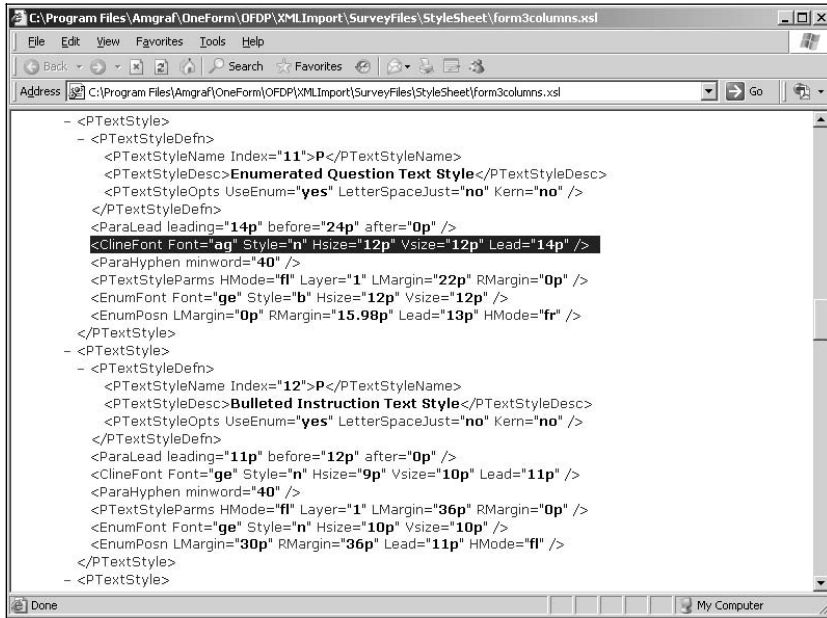 C:\Program Files\Amgraf\OneForm\OFDP\XMLImport\SurveyFiles\StyleSheet\form3columns.xsl
File Edit View Favorites Tools Help
Back Search Favorites
Address C:\Program Files\Amgraf\OneForm\OFDP\XMLImport\SurveyFiles\StyleSheet\form3columns.xsl Go
- <PTextStyle>
- <PTextStyleDefn>
<PTextStyleName Index="11">P</PTextStyleName>
<PTextStyleDesc>Enumerated Question Text Style</PTextStyleDesc>
<PTextStyleOpts UseEnum="yes" LetterSpaceJust="no" Kern="no" />
</PTextStyleDefn>
<ParaLead leading="14p" before="24p" after="0p" />
<ClineFont Font="ag" Style="n" Hsize="12p" Vsize="12p" Lead="14p" />
<ParaHyphen minword="40" />
<PTextStyleParms HMode="fl" Layer="1" LMargin="22p" RMargin="0p" />
<EnumFont Font="ge" Style="b" Hsize="12p" Vsize="12p" />
<EnumPosn LMargin="0p" RMargin="15.98p" Lead="13p" HMode="fr" />
</PTextStyle>
- <PTextStyle>
- <PTextStyleDefn>
<PTextStyleName Index="12">P</PTextStyleName>
<PTextStyleDesc>Bulleted Instruction Text Style</PTextStyleDesc>
<PTextStyleOpts UseEnum="yes" LetterSpaceJust="no" Kern="no" />
</PTextStyleDefn>
<ParaLead leading="11p" before="12p" after="0p" />
<ClineFont Font="ge" Style="n" Hsize="9p" Vsize="10p" Lead="11p" />
<ParaHyphen minword="40" />
<PTextStyleParms HMode="fl" Layer="1" LMargin="36p" RMargin="0p" />
<EnumFont Font="ge" Style="n" Hsize="10p" Vsize="10p" />
<EnumPosn LMargin="30p" RMargin="36p" Lead="11p" HMode="fl" />
</PTextStyle>
- <PTextStyle>
Done My Computer